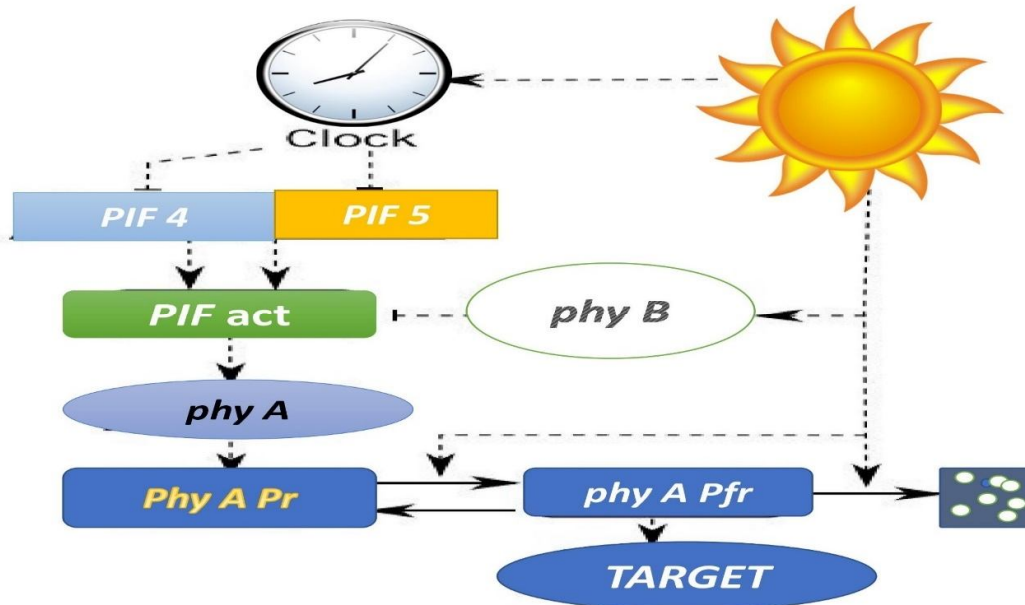 Clock
PIF 4
PIF 5
PIF act
phy B
phy A
Phy A Pr
phy A Pfr
TARGET